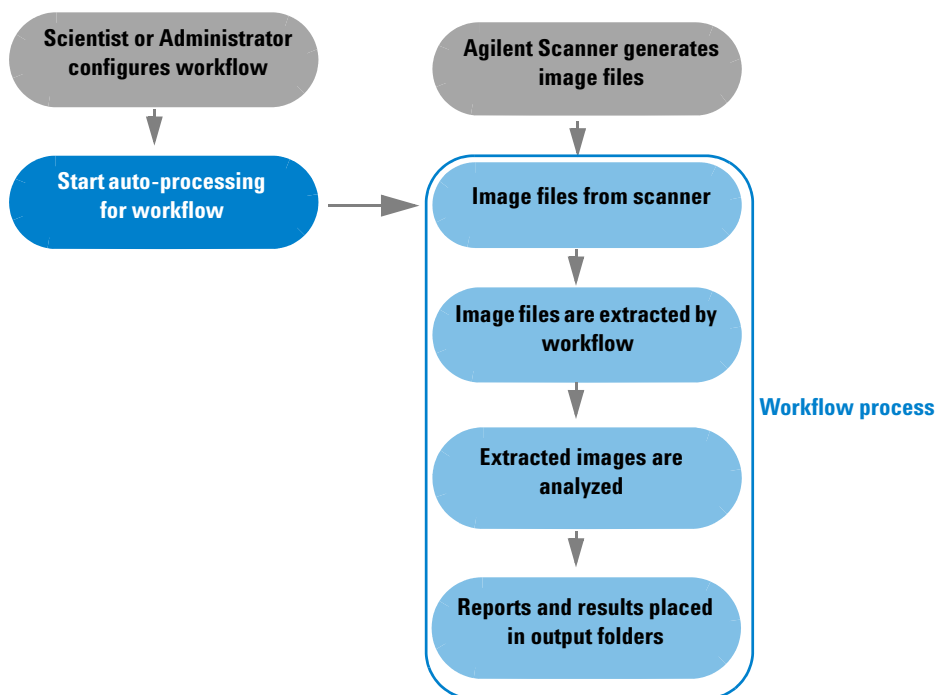 Scientist or Administrator
configures workflow
Agilent Scanner generates
image files
Start auto-processing
for workflow
Image files from scanner
Image files are extracted by
workflow
Workflow process
Extracted images are
analyzed
Reports and results placed
in output folders